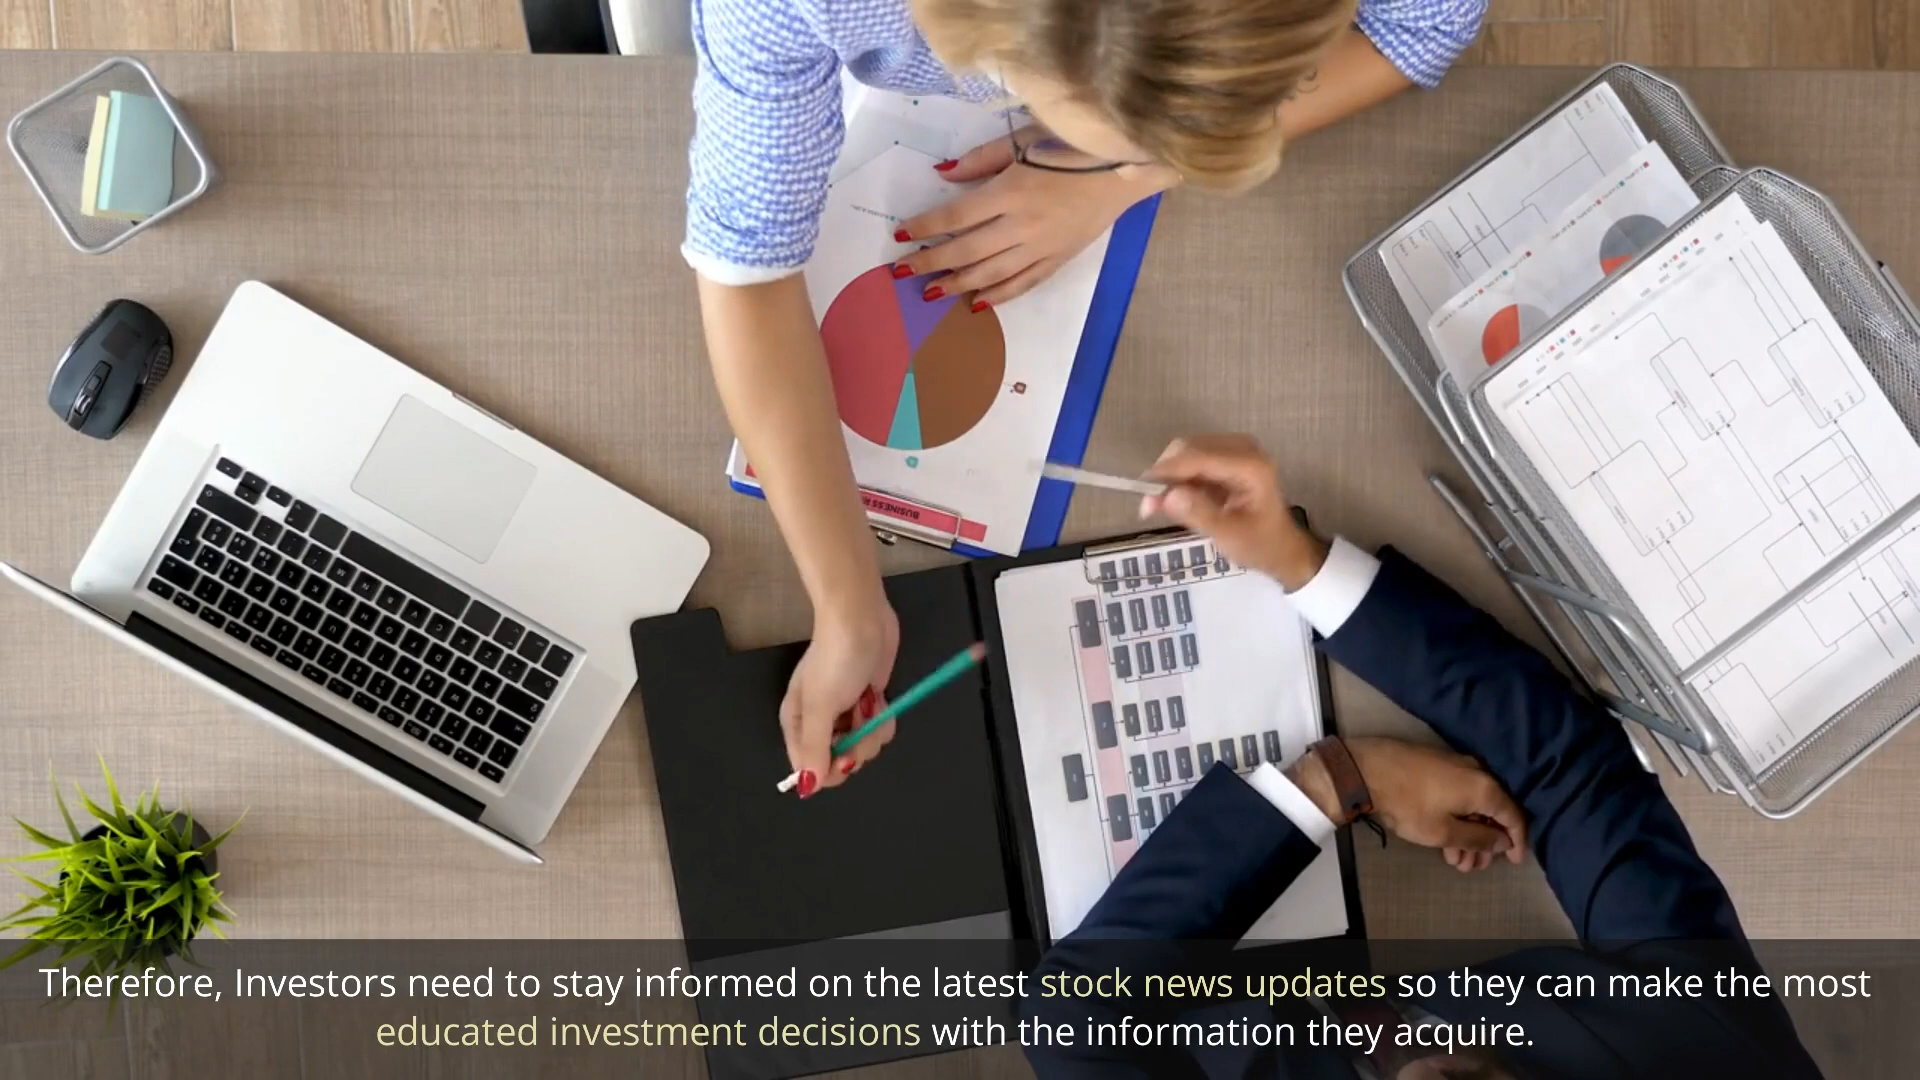 BUSINESS
Therefore, Investors need to stay informed on the latest stock news updates so they can make the most
educated investment decisions with the information they acquire.